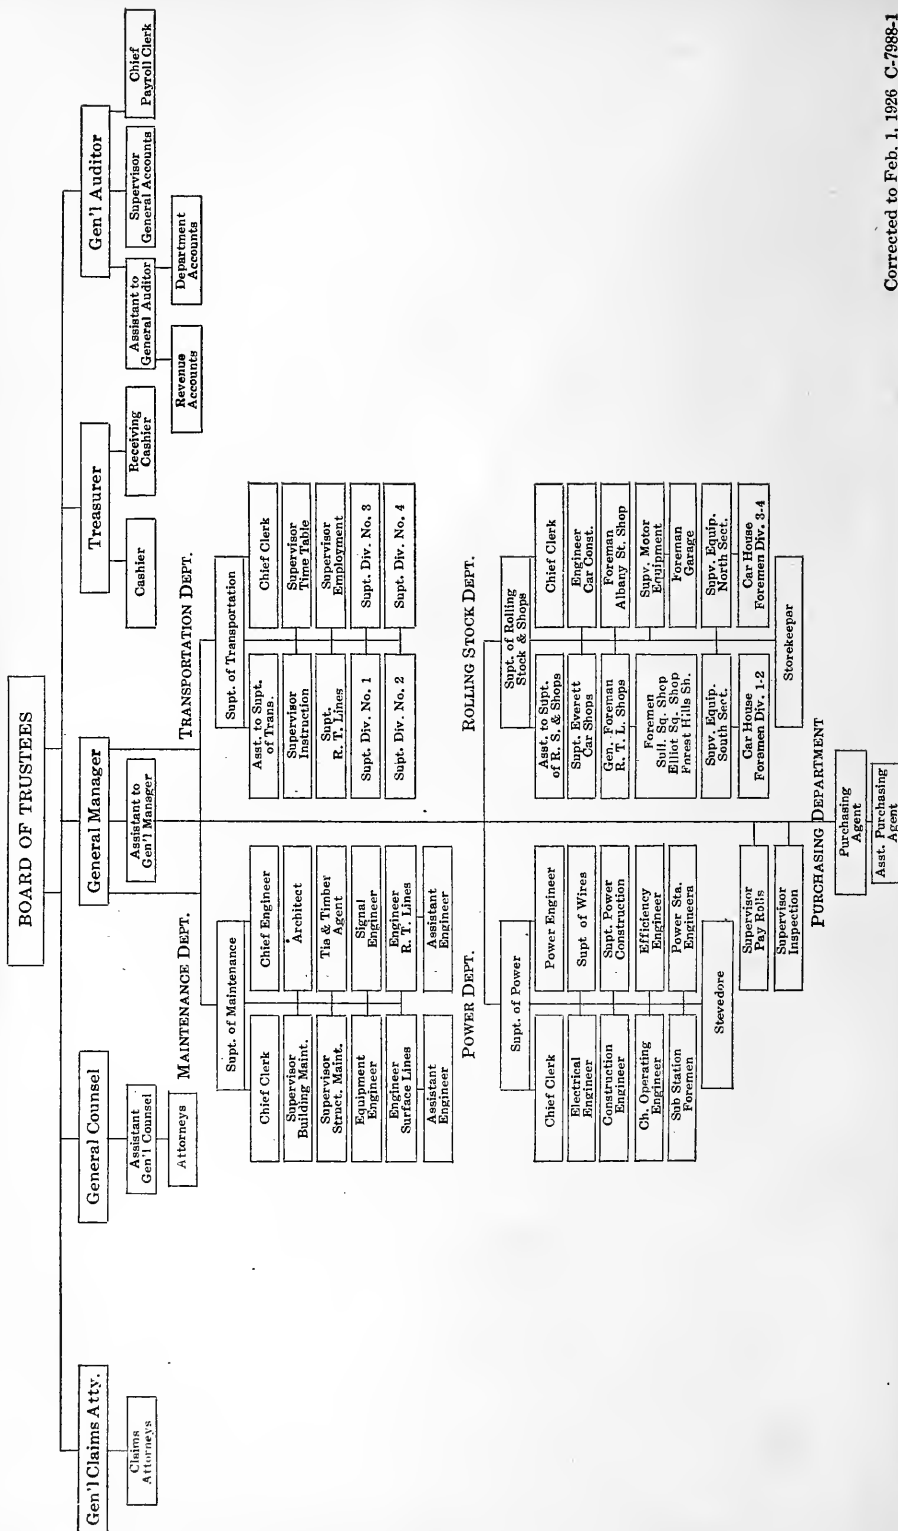 BOARD OF TRUSTEES
Gen'l Claims Atty.
General Counsel
General Manager
Treasurer
Gen'l Auditor
Claims
Attorneys
Assistant
Gen'l Counsel
Attorneys
Assistant to
Gen'l Manager
Cashier
Receiving
Cashier
Assistant to
General Auditor
Supervisor
General Accounts
Chief
Payroll Clerk
Revenue
Accounts
Department
Accounts
MAINTENANCE DEPT.
Supt. of Maintenance
Chief Clerk
Chief Engineer
Supervisor
Building Maint.
Architect
Supervisor
Struct. Maint.
Tie & Timber
Agent
Equipment
Engineer
Signal
Engineer
Engineer
Surface Lines
Engineer
R. T. Lines
Assistant
Engineer
Assistant
Engineer
TRANSPORTATION DEPT.
Supt. of Transportation
Asst. to Supt.
of Trans.
Chief Clerk
Supervisor
Instruction
Supervisor
Time Table
Supt.
R. T. Lines
Supervisor
Employment
Supt. Div. No. 1
Supt. Div. No. 3
Supt. Div. No. 2
Supt. Div. No. 4
POWER DEPT.
Supt. of Power
Chief Clerk
Power Engineer
Electrical
Engineer
Supt of Wires
Construction
Engineer
Supt. Power
Construction
Ch. Operating
Engineer
Efficiency
Engineer
Sub Station
Foremen
Power Sta.
Engineers
Stevedore
ROLLING STOCK DEPT.
Supt. of Rolling
Stock & Shops
Asst. to Supt.
of R. S. & Shops
Chief Clerk
Supt. Everett
Car Shops
Engineer
Car Const.
Gen. Foreman
R. T. L. Shops
Foreman
Albany St. Shop
Foremen
Sull. Sq. Shop
Elliot Sq. Shop
Forest Hills Sh.
Supv. Motor
Equipment
Foreman
Garage
Supv. Equip.
South Sect.
Supv. Equip.
North Sect.
Car House
Foremen Div. 1-2
Car House
Foremen Div. 3-4
Storekeeper
Supervisor
Pay Rolls
Supervisor
Inspection
PURCHASING DEPARTMENT
Purchasing
Agent
Asst. Purchasing
Agent
Corrected to Feb. 1, 1926 C-7988-1